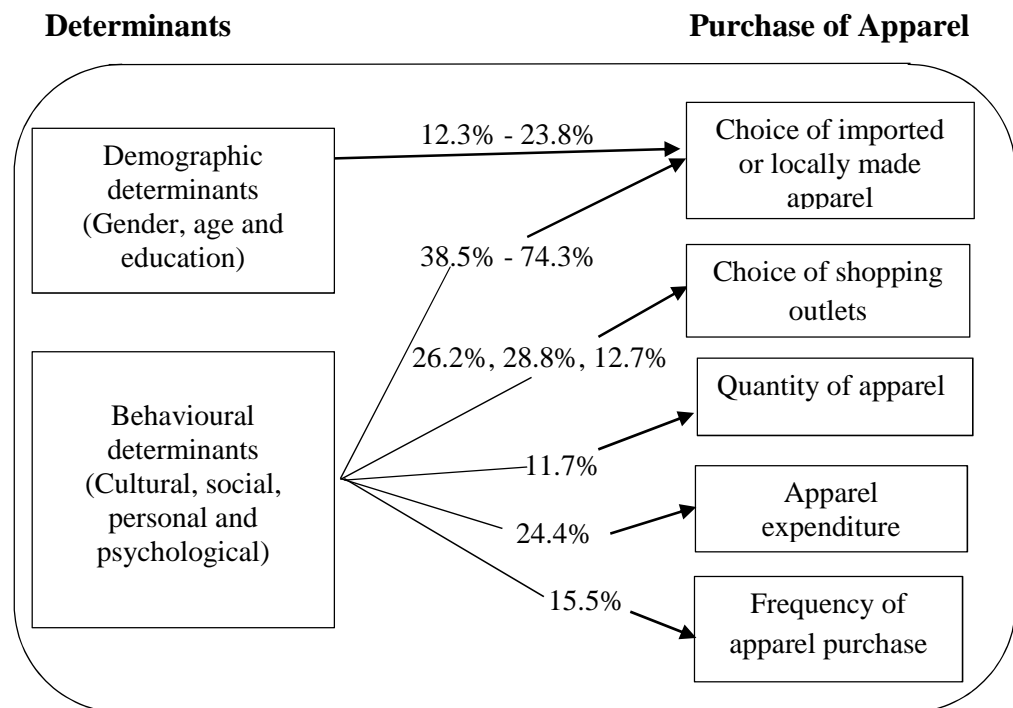 Determinants
Purchase of Apparel
Demographic
determinants
(Gender, age and
education)
12.3% - 23.8%
Choice of imported
or locally made
apparel
38.5% - 74.3%
Choice of shopping
outlets
26.2%, 28.8%, 12.7%
Behavioural
determinants
(Cultural, social,
personal and
psychological)
Quantity of apparel
11.7%
Apparel
expenditure
24.4%
Frequency of
apparel purchase
15.5%